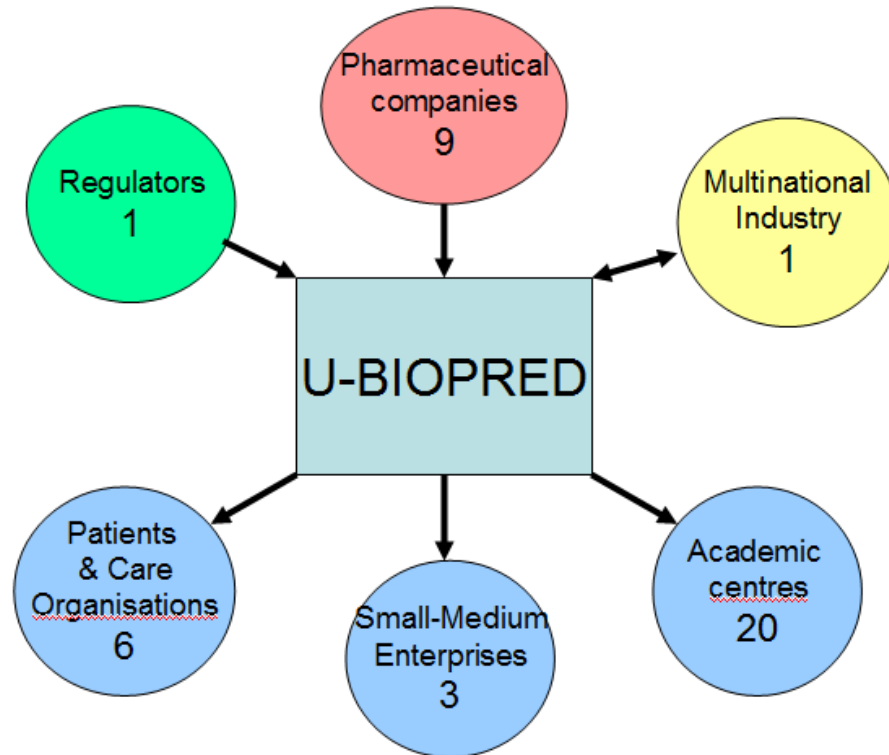 Pharmaceutical
companies
9
Regulators
1
Multinational
Industry
1
U-BIOPRED
Patients
& Care
Organisations
6
Small-Medium
Enterprises
3
Academic
centres
20